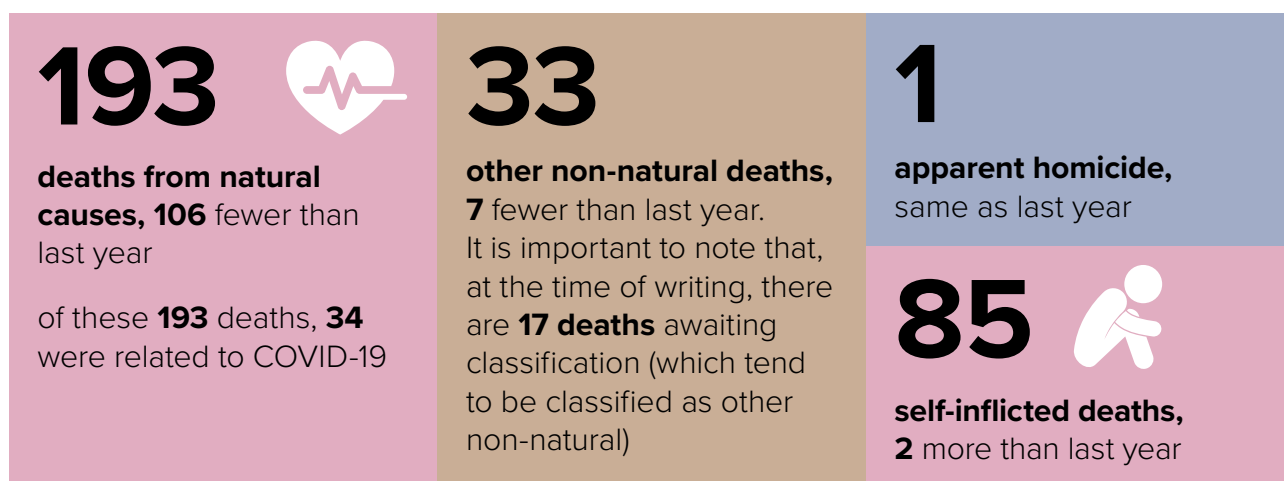 193
deaths from natural
causes, 106 fewer than
last year
of these 193 deaths, 34
were related to COVID-19
33
other non-natural deaths,
7 fewer than last year.
It is important to note that,
at the time of writing, there
are 17 deaths awaiting
classification (which tend
to be classified as other
non-natural)
1
apparent homicide,
same as last year
85
self-inflicted deaths,
2 more than last year